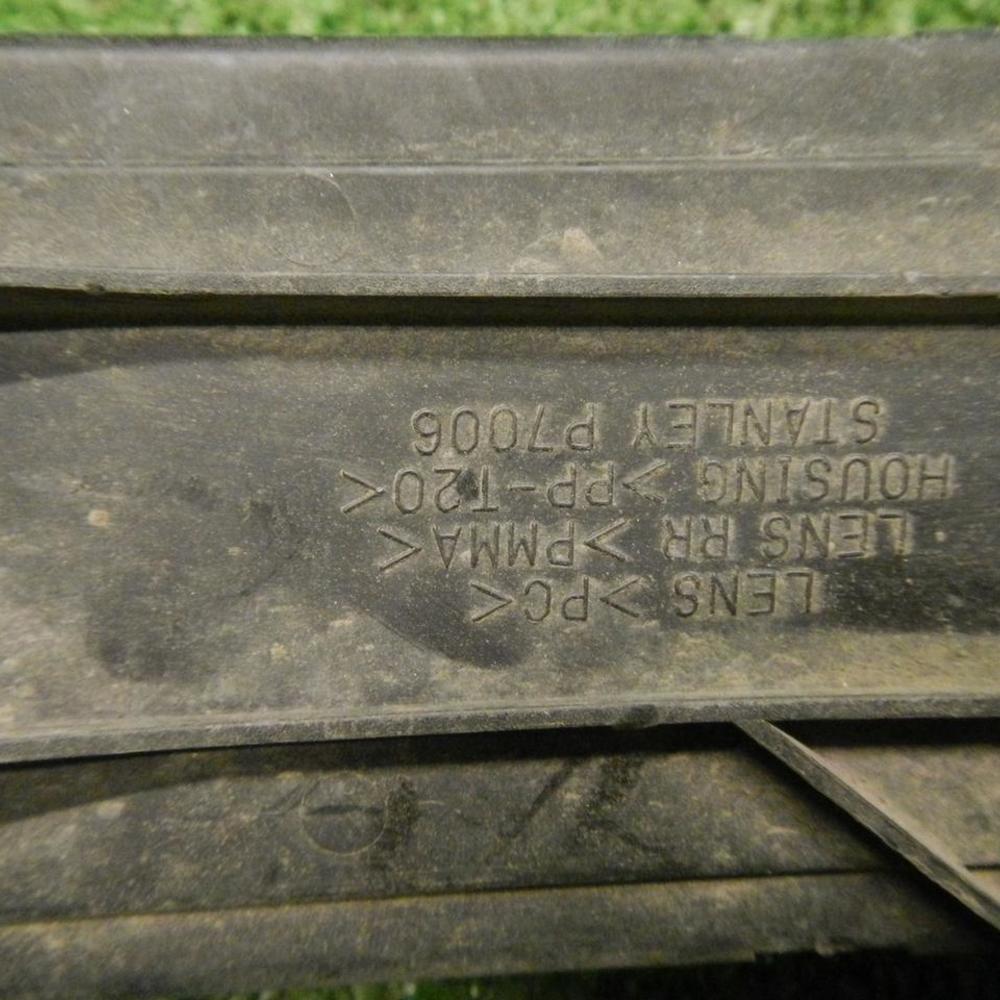 LENS >PC<
LENS RR >PMMA<
HOUSING >PP-T20<
STANLEY P7006